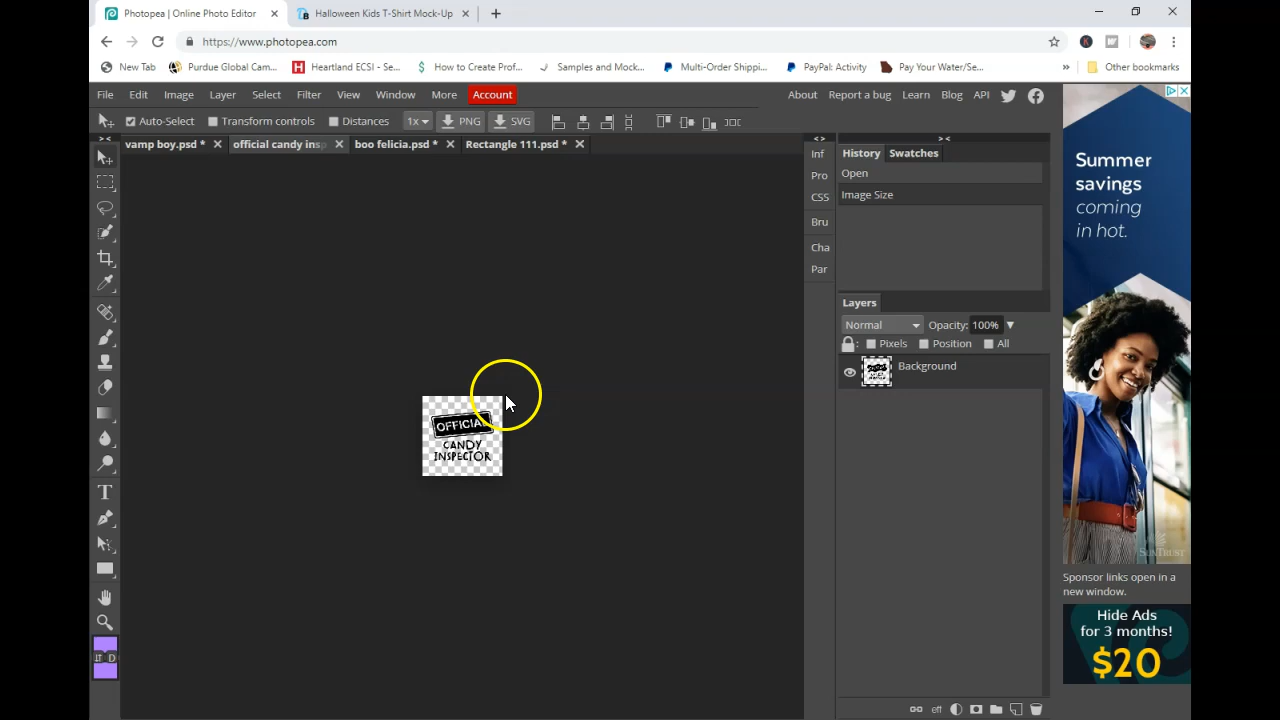 Photopea | Online Photo Editor
Halloween Kids T-Shirt Mock-Up
https://www.photopea.com
New Tab
Purdue Global Cam...
Heartland ECSI - Se...
How to Create Prof...
Samples and Mock...
Multi-Order Shippi...
PayPal: Activity
Pay Your Water/Se...
Other bookmarks
File Edit Image Layer Select Filter View Window More Account
About Report a bug Learn Blog API
Auto-Select Transform controls Distances 1x PNG SVG
vamp boy.psd * official candy insp boo felicia.psd * Rectangle 111.psd *
Inf
Pro
CSS
Bru
Cha
Par
History Swatches
Open
Image Size
Layers
Normal Opacity: 100%
Pixels Position All
Background
eff
OFFICIAL
CANDY
INSPECTOR
Summer
savings
coming
in hot.
SUNTRUST
Sponsor links open in a
new window.
Hide Ads
for 3 months!
$20